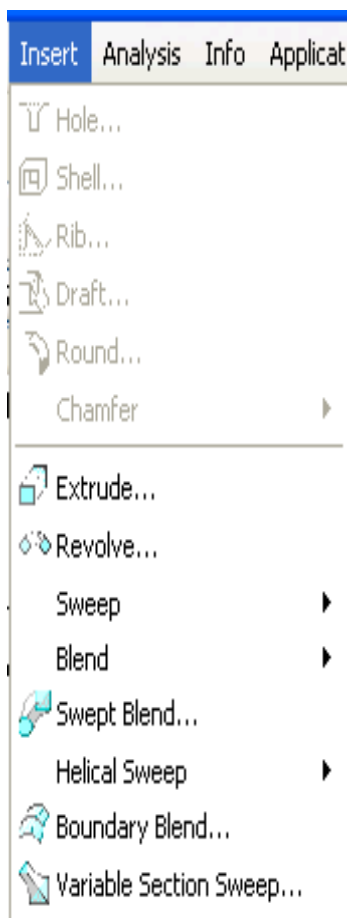 Insert Analysis Info Applicat
Hole...
Shell...
Rib...
Draft...
Round...
Chamfer
Extrude...
Revolve...
Sweep
Blend
Swept Blend...
Helical Sweep
Boundary Blend...
Variable Section Sweep...